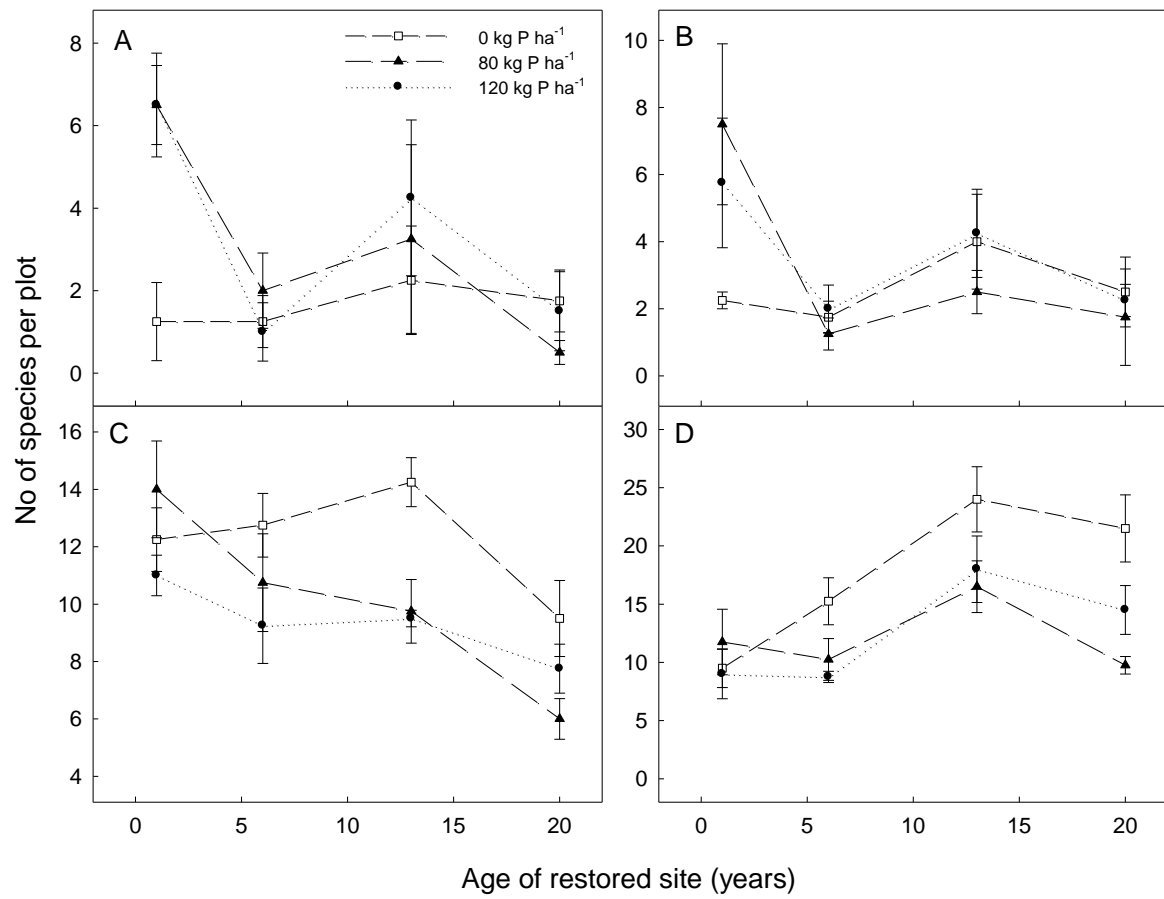 A
0 kg P ha⁻¹
80 kg P ha⁻¹
120 kg P ha⁻¹
8
6
4
2
0
B
10
8
6
4
2
0
No of species per plot
C
16
14
12
10
8
6
4
0 5 10 15 20
D
30
25
20
15
10
5
0
0 5 10 15 20
Age of restored site (years)